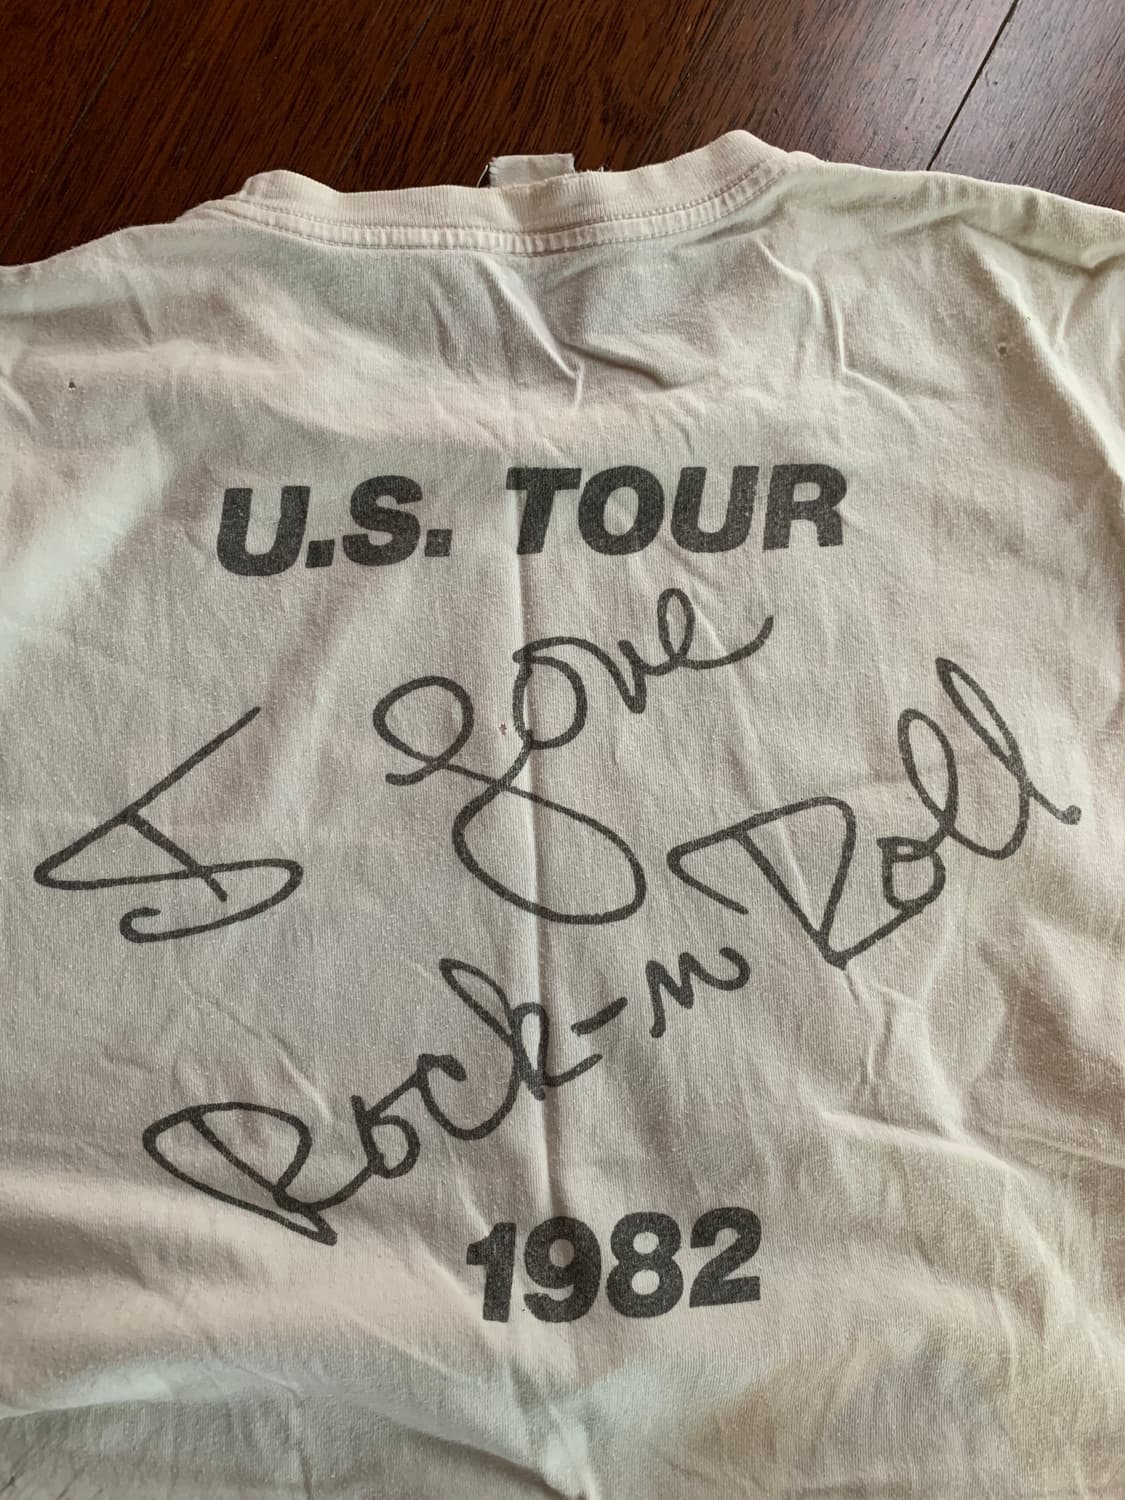 U.S. TOUR
I Love
Rock-n Roll
1982